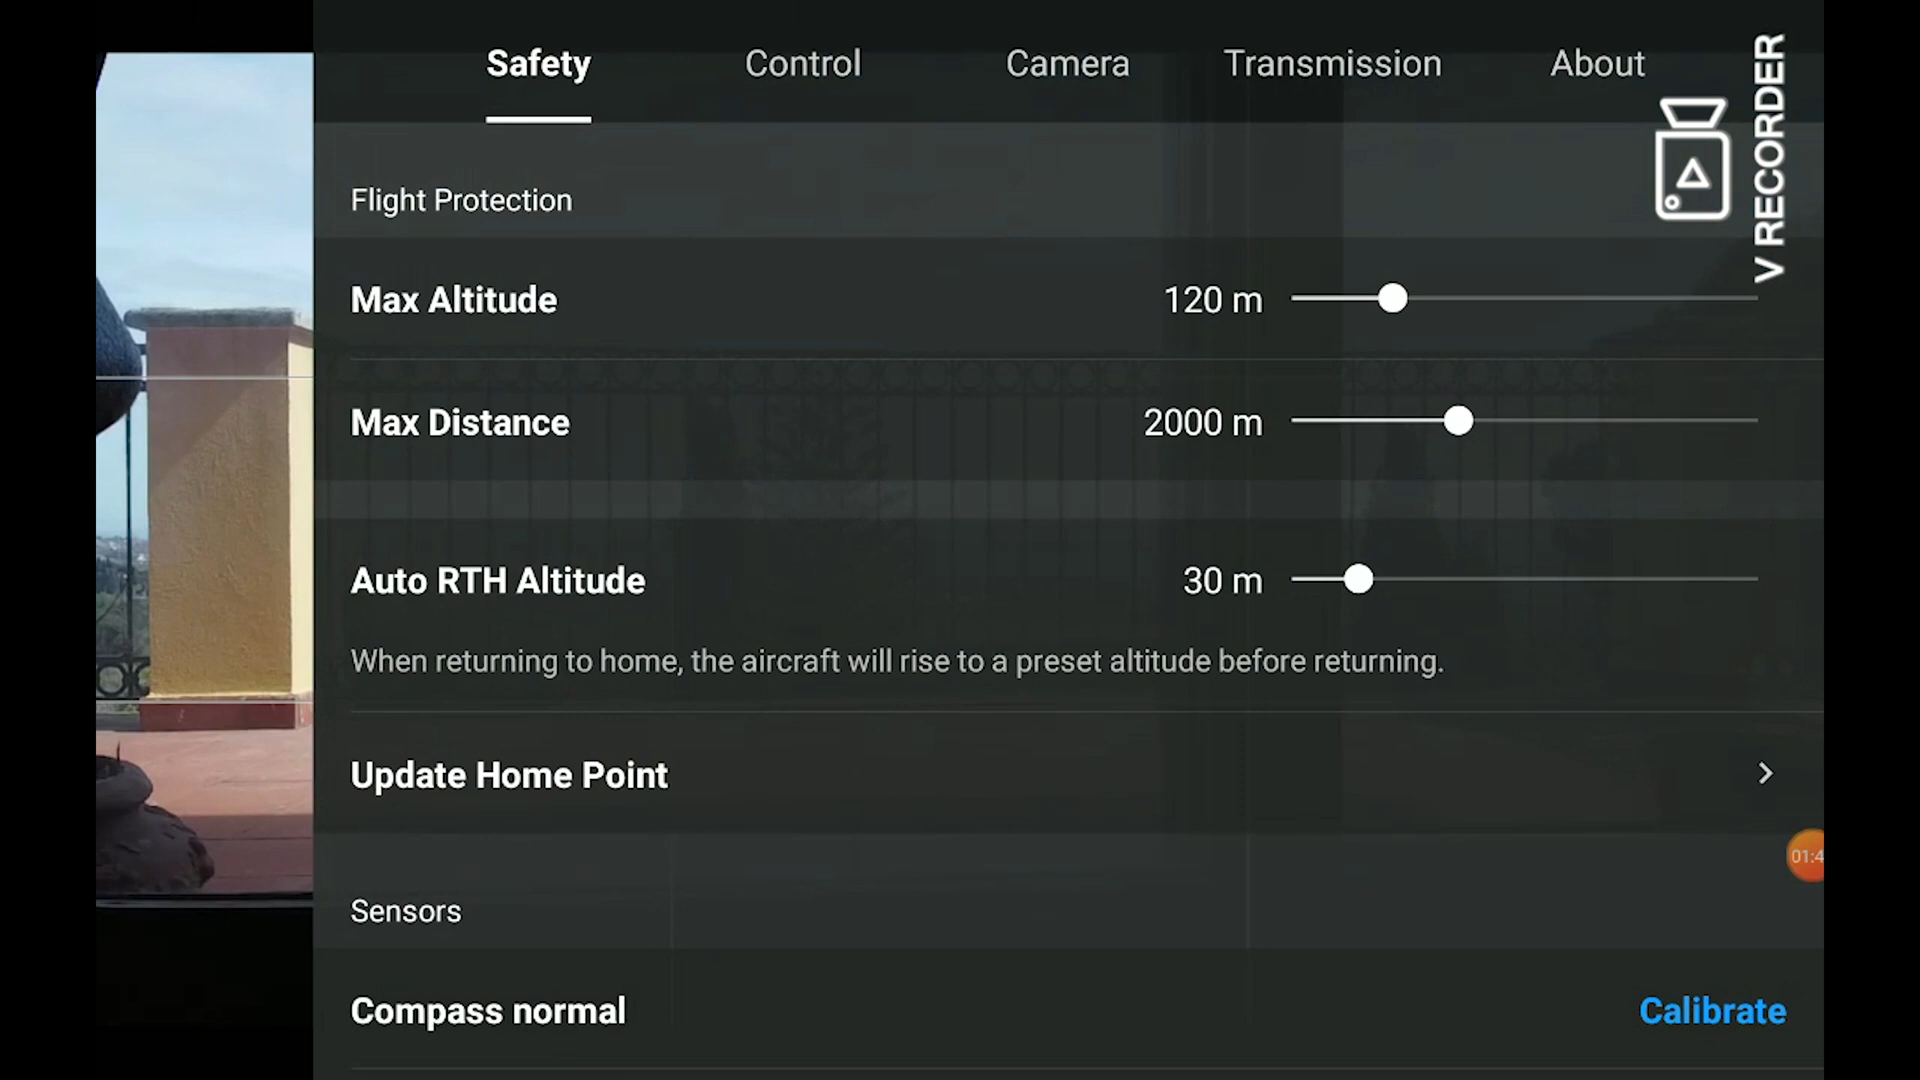 Safety Control Camera Transmission About
V RECORDER
Flight Protection
Max Altitude 120 m
Max Distance 2000 m
Auto RTH Altitude 30 m
When returning to home, the aircraft will rise to a preset altitude before returning.
Update Home Point
01:4
Sensors
Compass normal Calibrate